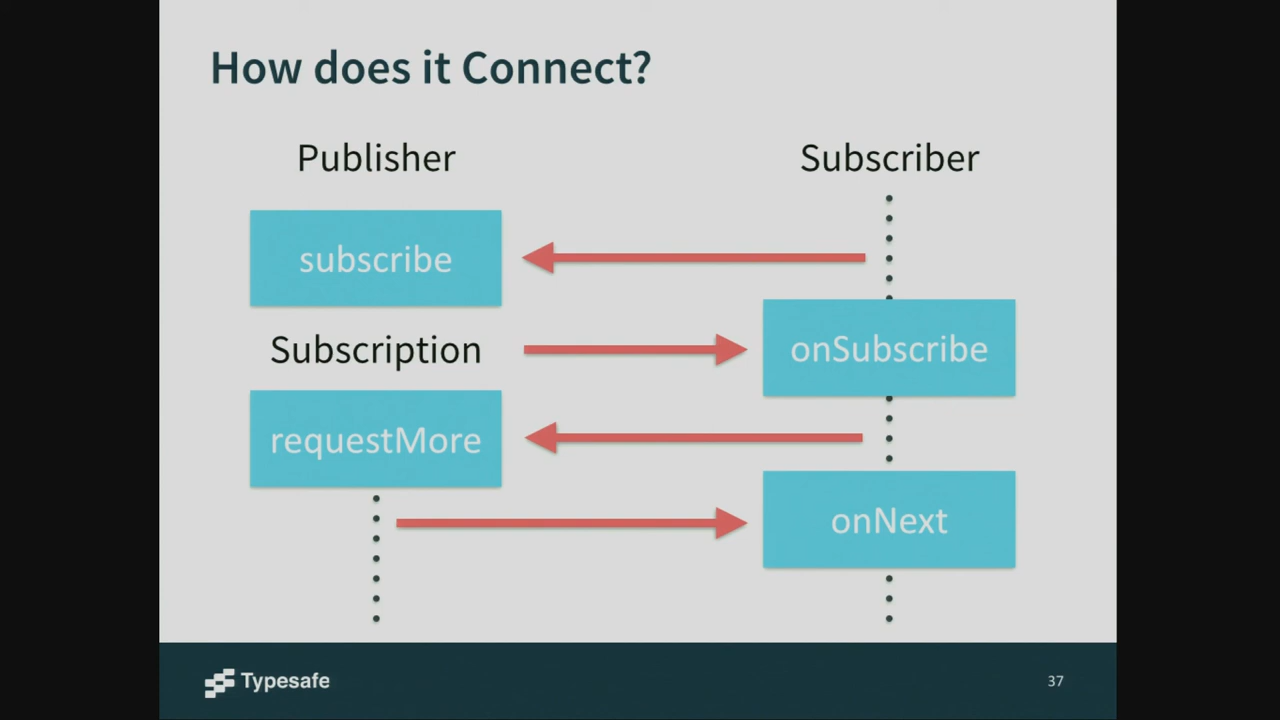 How does it Connect?
Publisher
Subscriber
subscribe
Subscription
onSubscribe
requestMore
onNext
Typesafe
37